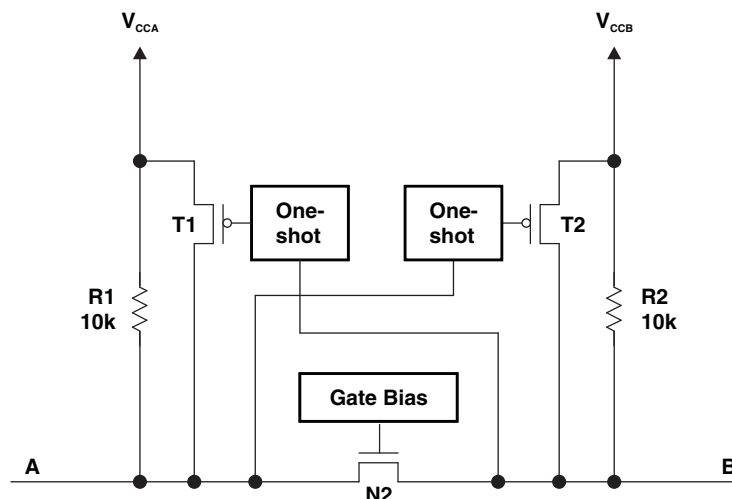 VCCA
VCCB
T1
One-
shot
One-
shot
T2
R1
10k
R2
10k
Gate Bias
A
B
N2